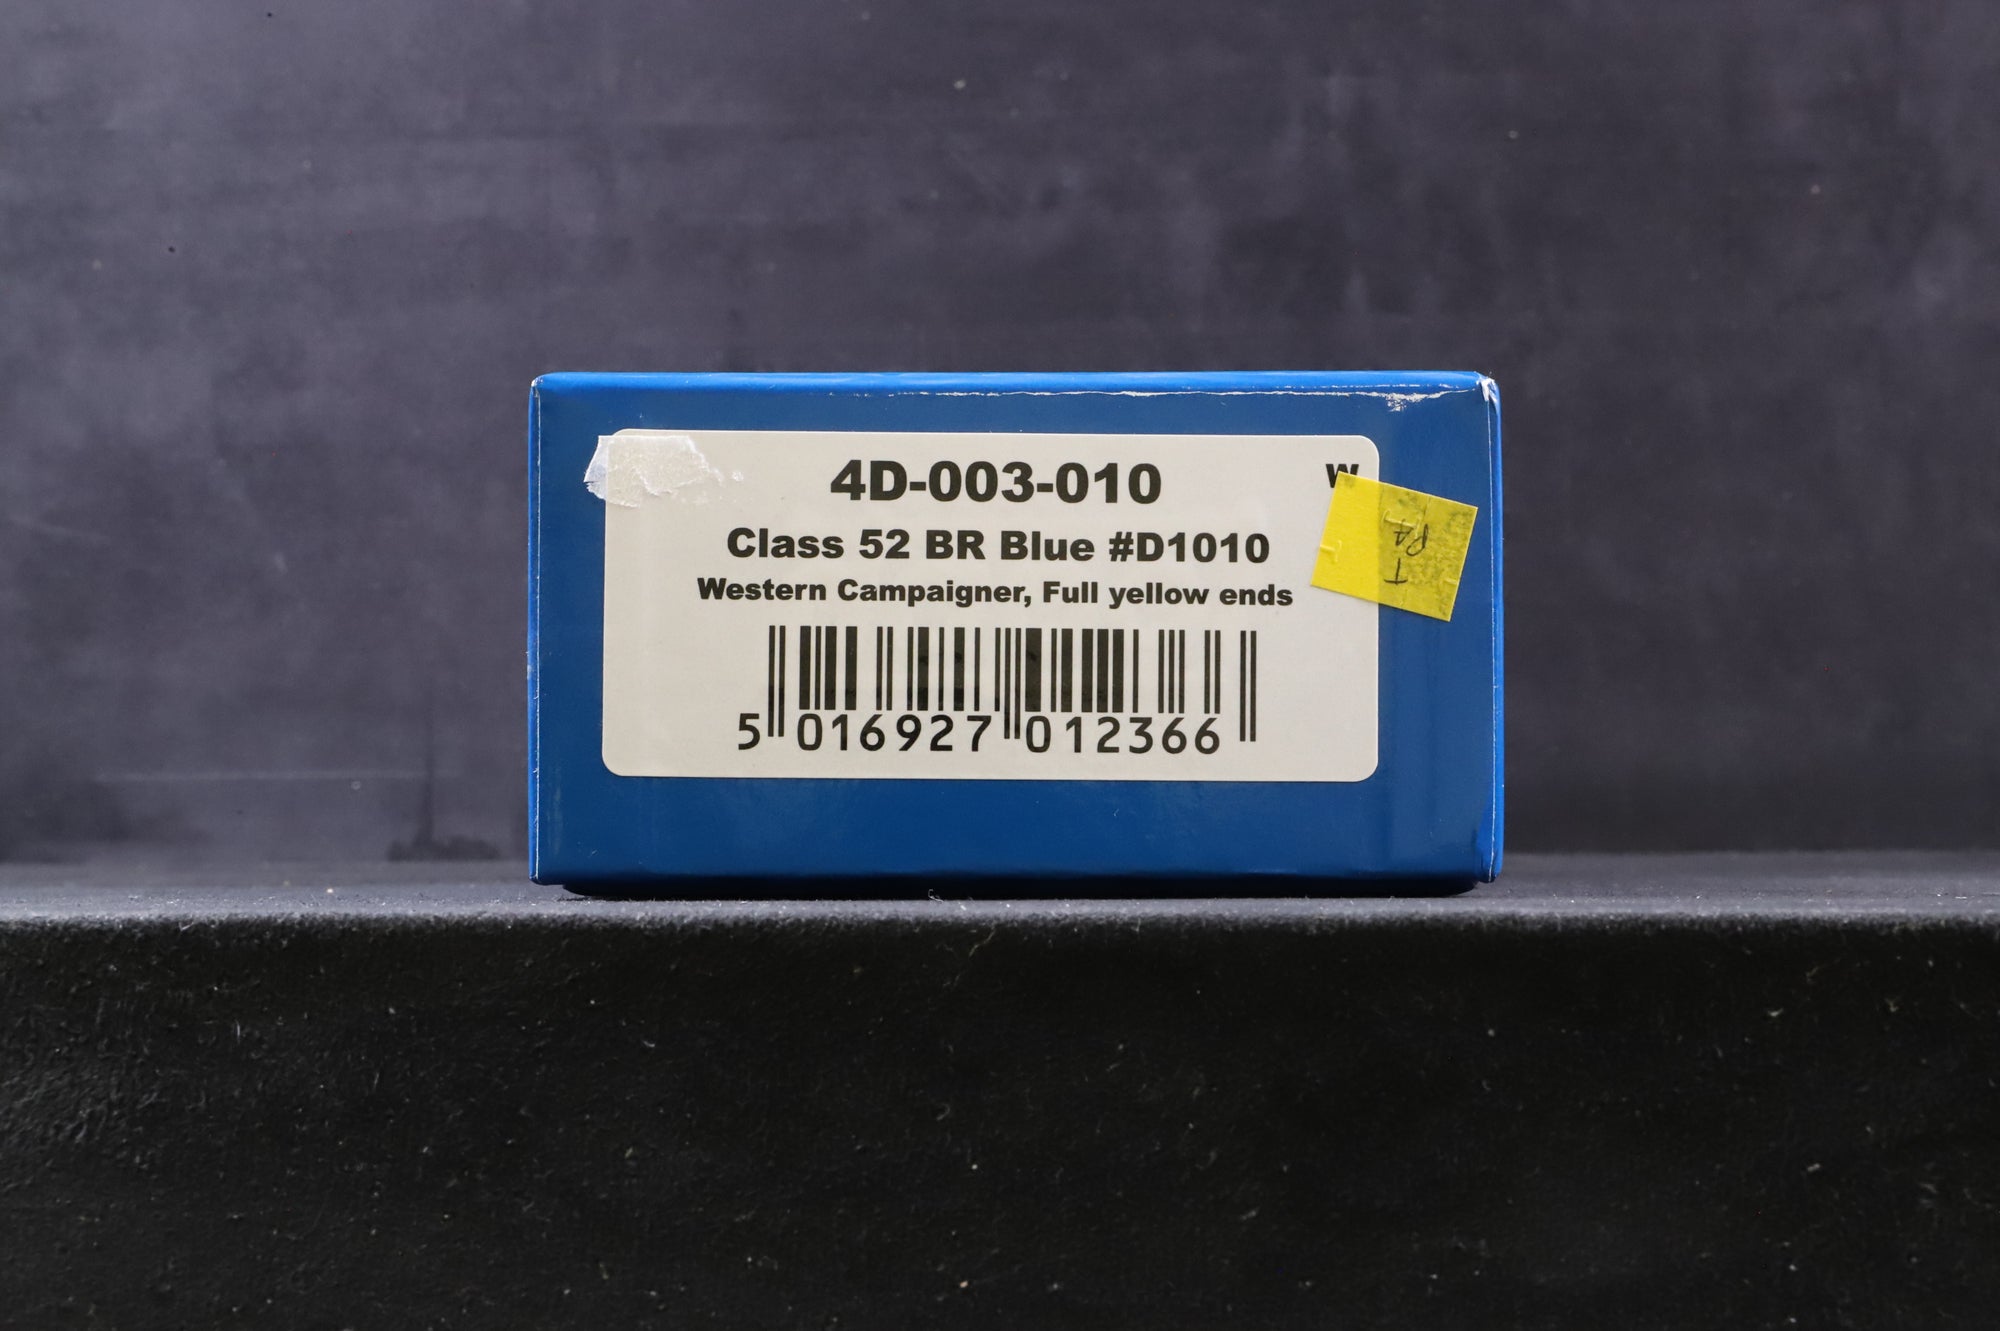 4D-003-010
W
Class 52 BR Blue #D1010
Western Campaigner, Full yellow ends
5 016927 012366